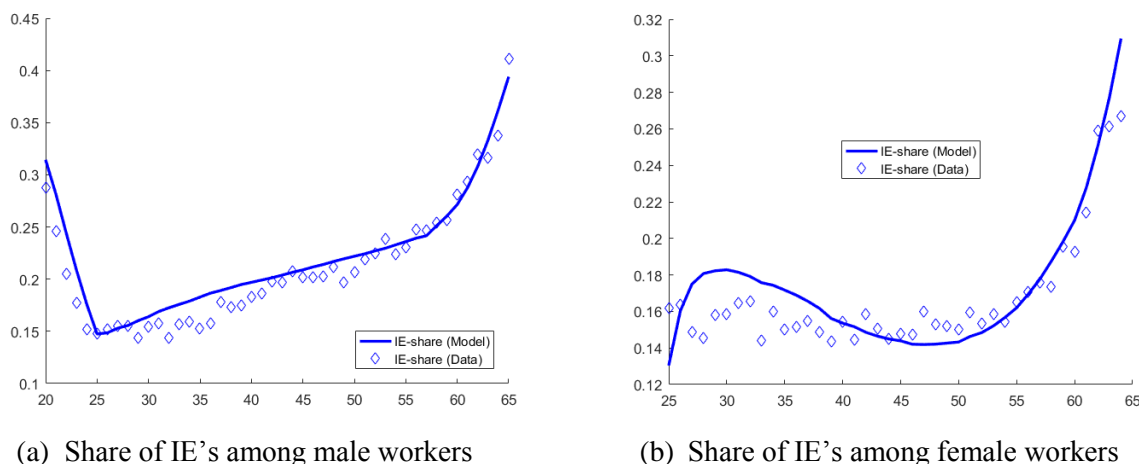 0.45
0.4
0.35
0.3
0.25
0.2
0.15
0.1
20 25 30 35 40 45 50 55 60 65
IE-share (Model)
IE-share (Data)
(a) Share of IE's among male workers
0.32
0.28
0.24
0.2
0.16
0.14
0.12
0.18
0.22
0.26
25 30 35 40 45 50 55 60 65
IE-share (Model)
IE-share (Data)
(b) Share of IE's among female workers